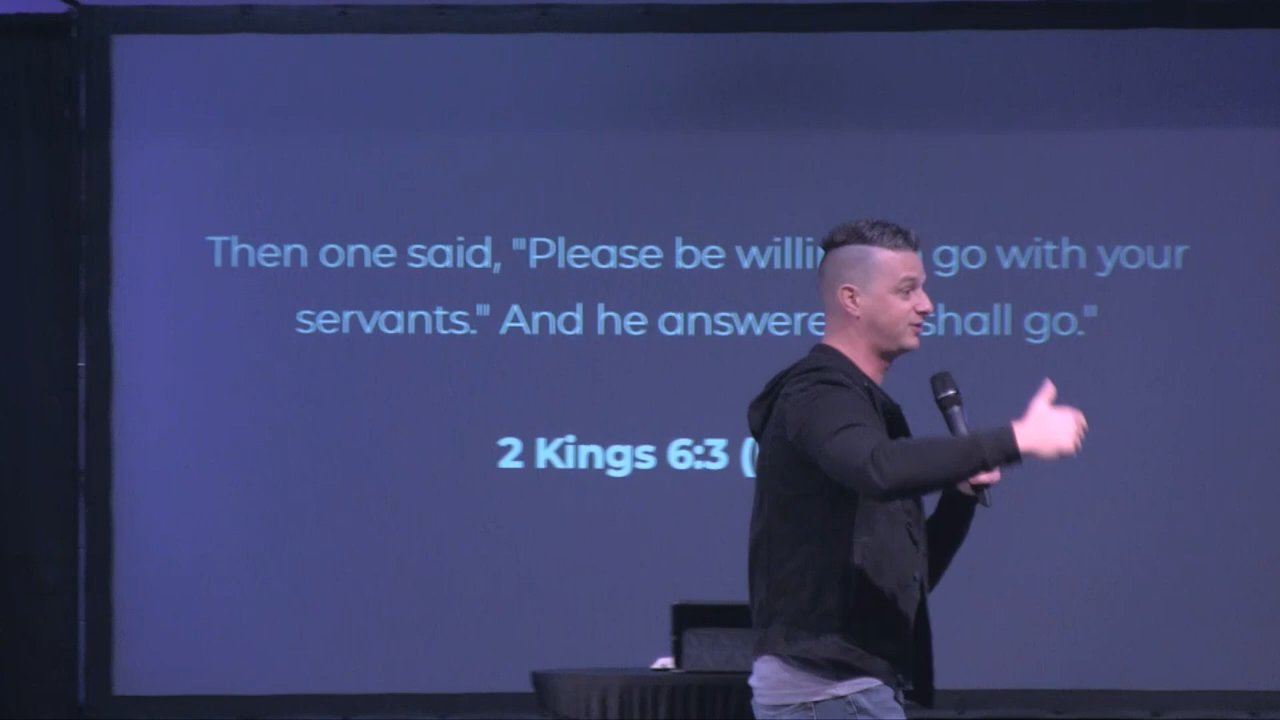 Then one said, "'Please be go with your
servants.'" And he shall go."
2 Kings 6:3 (